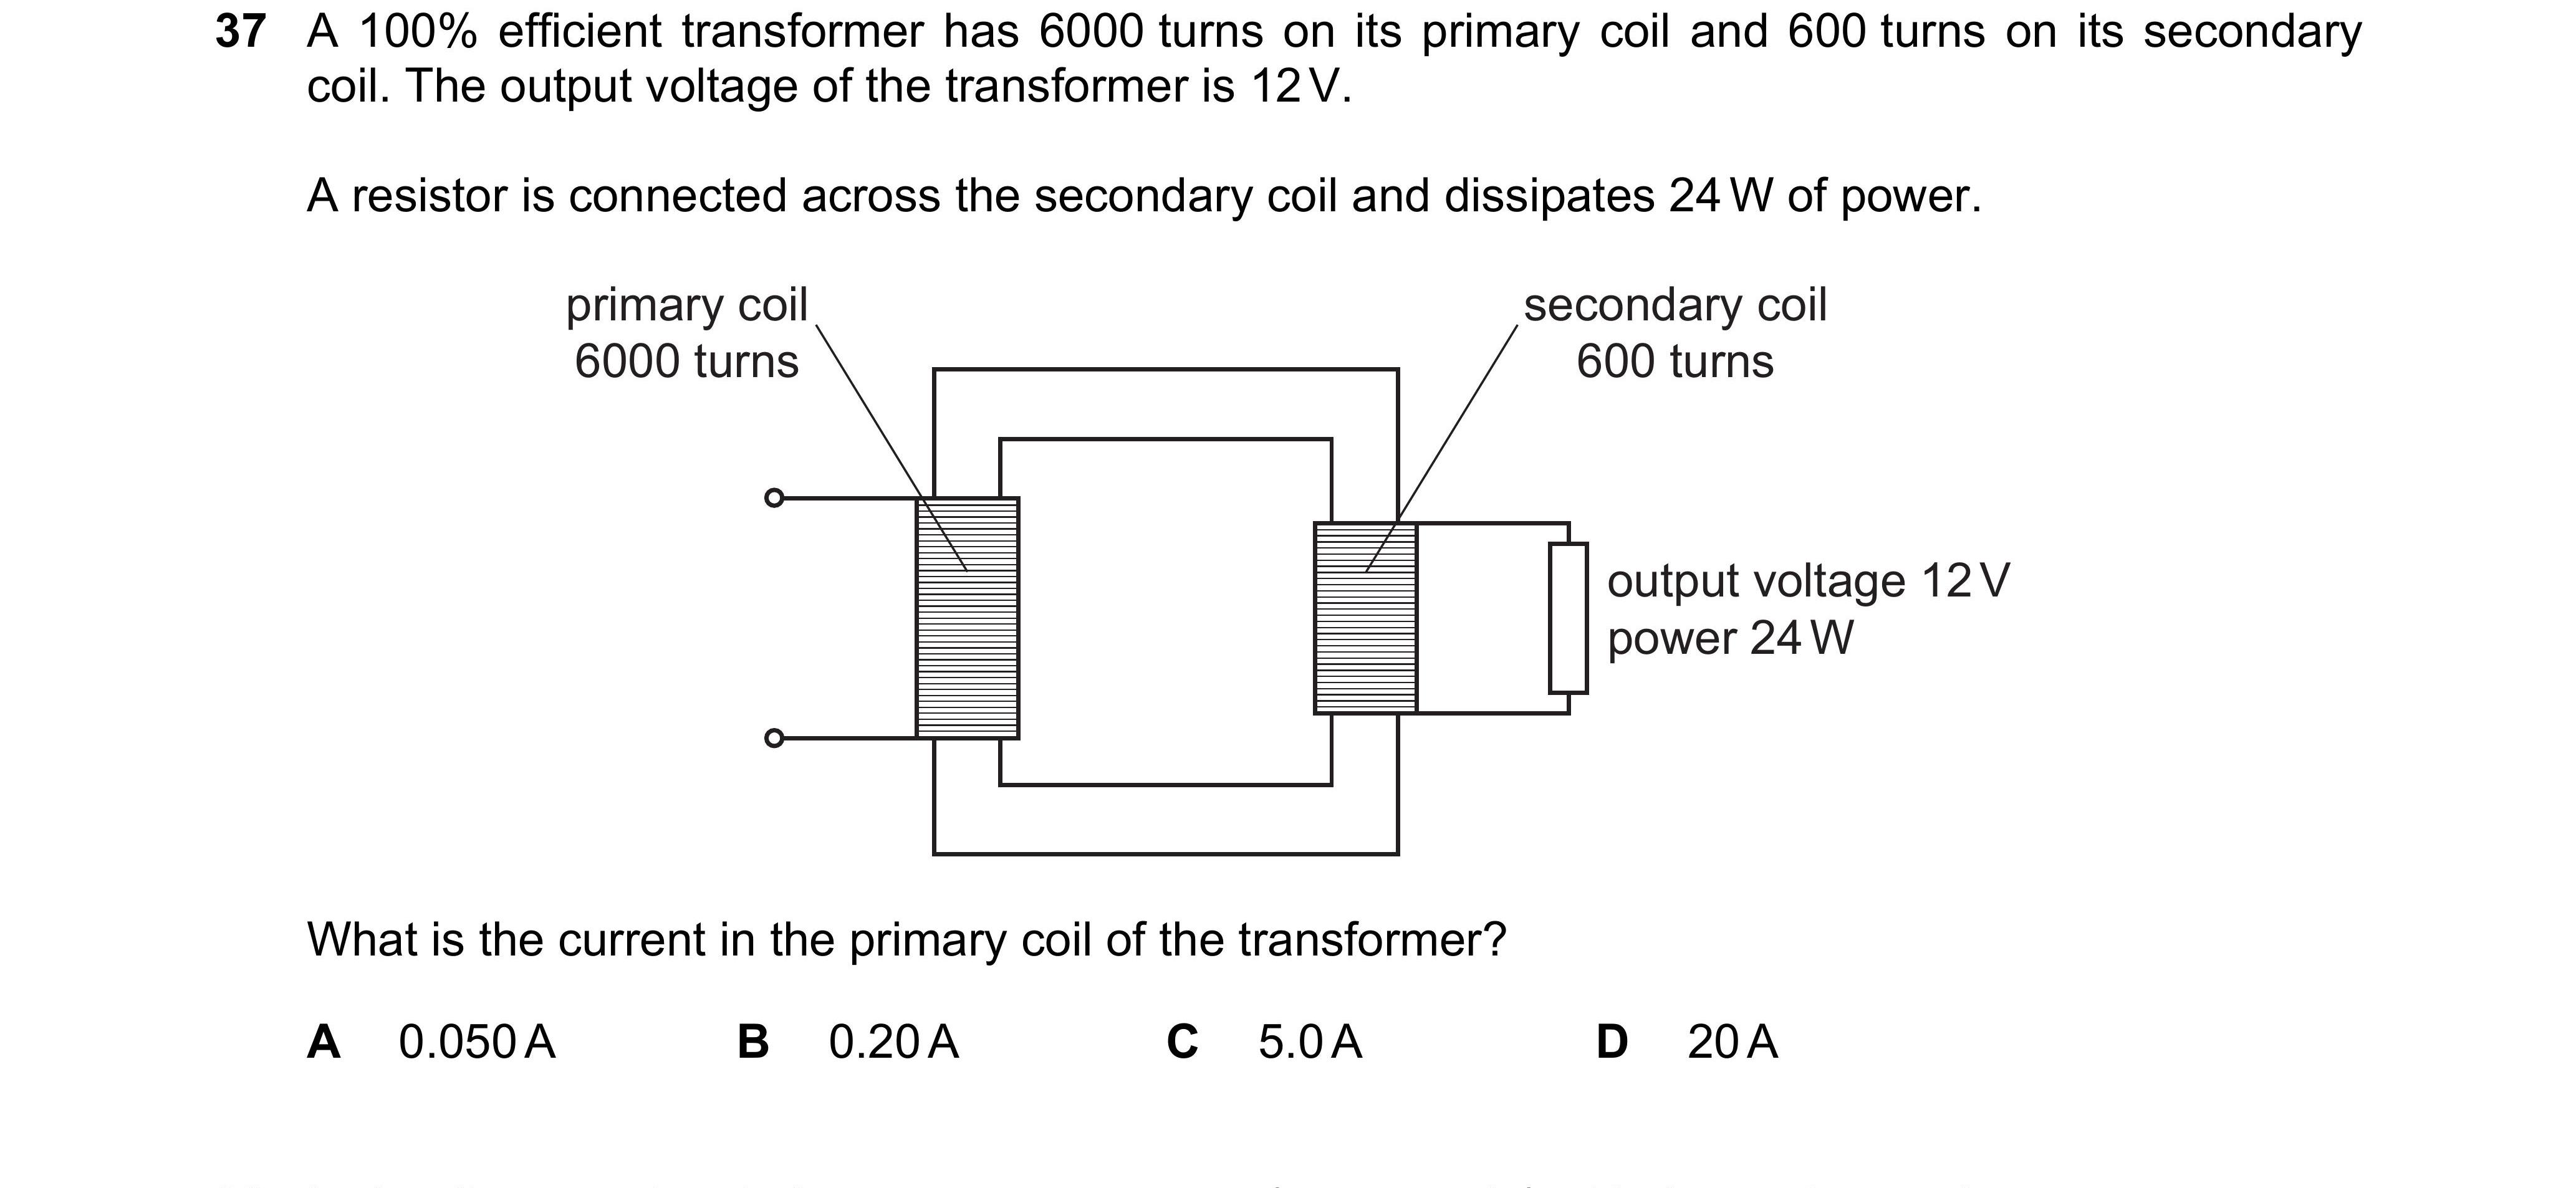 37 A 100% efficient transformer has 6000 turns on its primary coil and 600 turns on its secondary
coil. The output voltage of the transformer is 12 V.
A resistor is connected across the secondary coil and dissipates 24 W of power.
primary coil
6000 turns
secondary coil
600 turns
output voltage 12 V
power 24 W
What is the current in the primary coil of the transformer?
A 0.050 A B 0.20 A C 5.0 A D 20 A